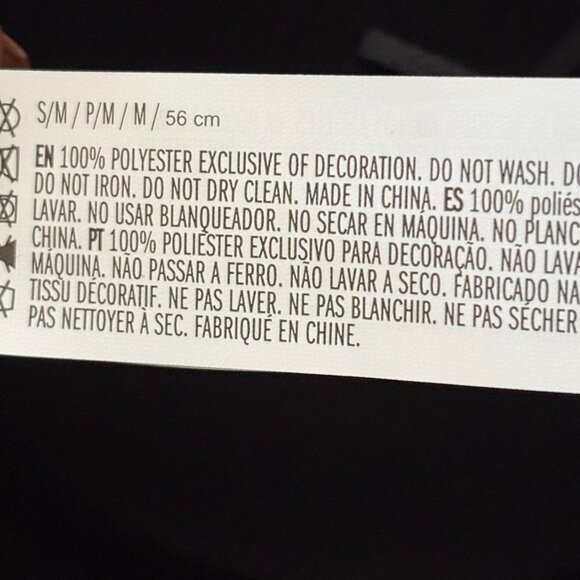 S/M / P/M / M / 56 cm
EN 100% POLYESTER EXCLUSIVE OF DECORATION. DO NOT WASH.
DO NOT IRON. DO NOT DRY CLEAN. MADE IN CHINA. ES 100%
LAVAR. NO USAR BLANQUEADOR. NO SECAR EN MÁQUINA. NO
CHINA. PT 100% POLIÉSTER EXCLUSIVO PARA DECORAÇÃO. NÃO
MÁQUINA. NÃO PASSAR A FERRO. NÃO LAVAR A SECO. FABRICADO NA
TISSU DÉCORATIF. NE PAS LAVER. NE PAS BLANCHIR. NE PAS SÉCHER
PAS NETTOYER À SEC. FABRIQUÉ EN CHINE.